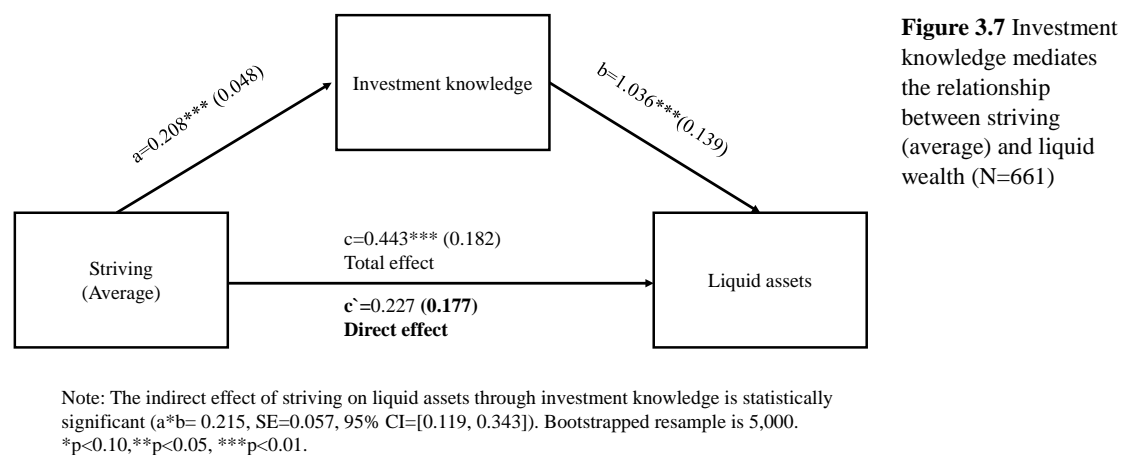 Figure 3.7 Investment
knowledge mediates
the relationship
between striving
(average) and liquid
wealth (N=661)
Investment knowledge
a=0.208*** (0.048)
b=1.036***(0.139)
Striving
(Average)
c=0.443*** (0.182)
Total effect
c`=0.227 (0.177)
Direct effect
Liquid assets
Note: The indirect effect of striving on liquid assets through investment knowledge is statistically
significant (a*b= 0.215, SE=0.057, 95% CI=[0.119, 0.343]). Bootstrapped resample is 5,000.
*p<0.10,**p<0.05, ***p<0.01.